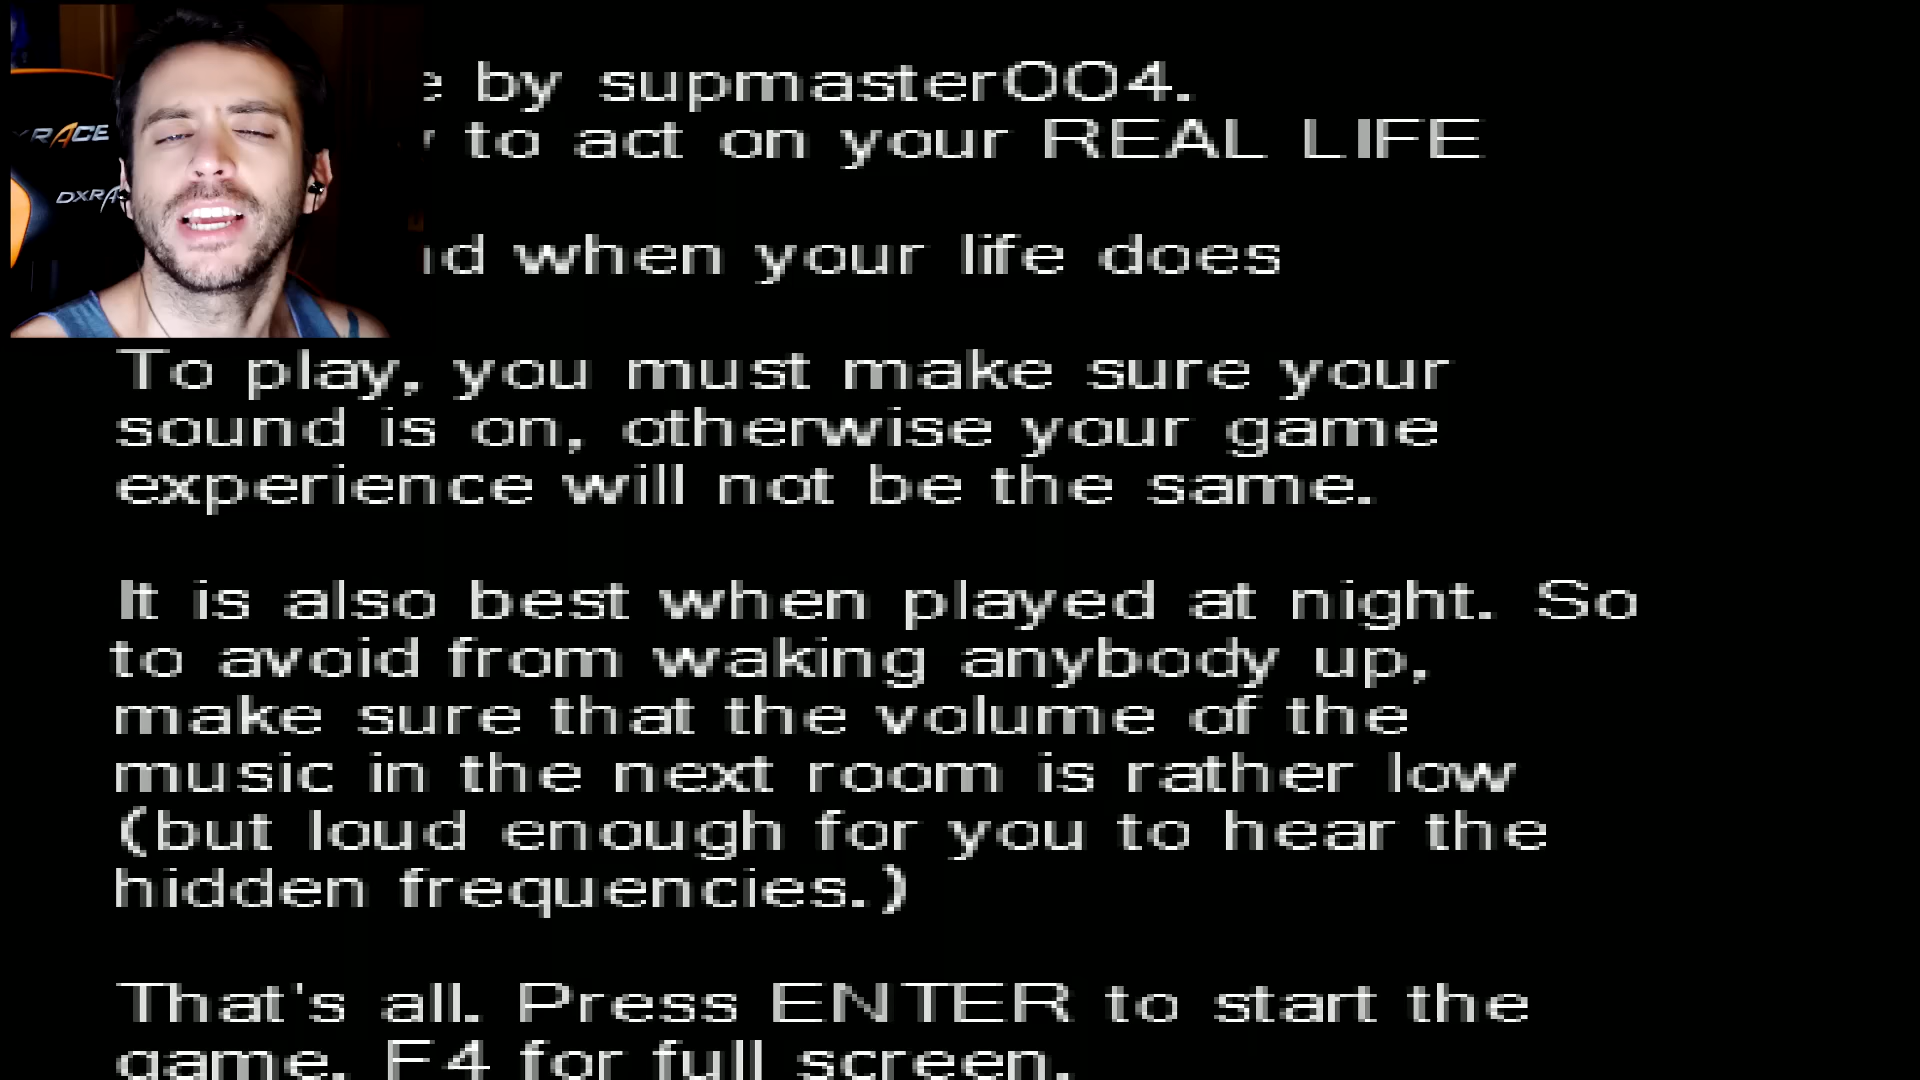 by supmaster004.
to act on your REAL LIFE
when your life does
To play, you must make sure your
sound is on, otherwise your game
experience will not be the same.
It is also best when played at night. So
to avoid from waking anybody up,
make sure that the volume of the
music in the next room is rather low
(but loud enough for you to hear the
hidden frequencies.)
That's all. Press ENTER to start the
game. F4 for full screen.
RACE
DXRA